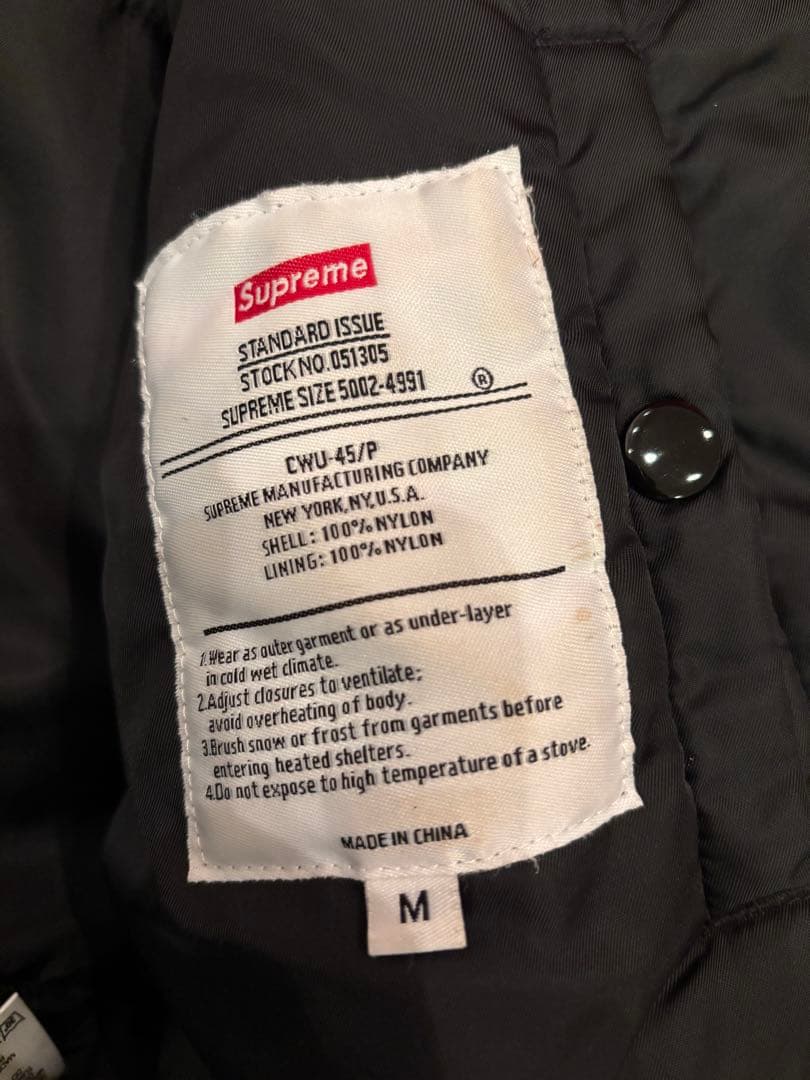 Supreme
STANDARD ISSUE
STOCK NO. 051305
SUPREME SIZE 5002-4991 ®
CWU-45/P
SUPREME MANUFACTURING COMPANY
NEW YORK,NY,U.S.A.
SHELL: 100% NYLON
LINING: 100% NYLON
1.Wear as outer garment or as under-layer
in cold wet climate.
2.Adjust closures to ventilate;
avoid overheating of body.
3.Brush snow or frost from garments before
entering heated shelters.
4.Do not expose to high temperature of a stove.
MADE IN CHINA
M